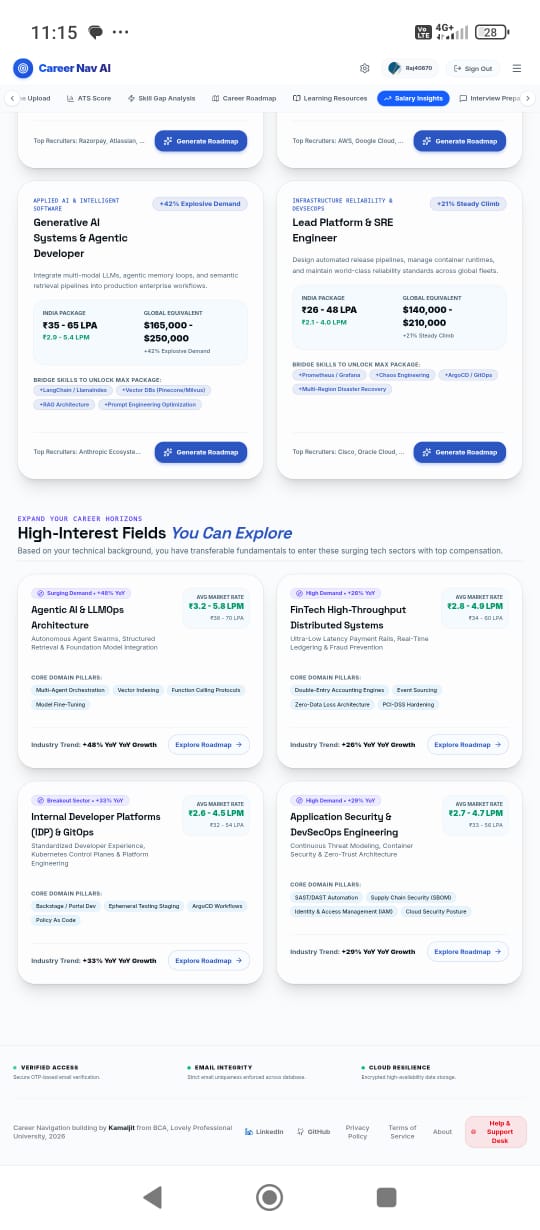 11:15
Vo LTE 4G+ 28
Career Nav AI
Raj40670
Sign Out
e Upload
ATS Score
Skill Gap Analysis
Career Roadmap
Learning Resources
Salary Insights
Interview Prepa
Top Recruiters: Razorpay, Atlassian, ...
Generate Roadmap
Top Recruiters: AWS, Google Cloud, ...
Generate Roadmap
APPLIED AI & INTELLIGENT
SOFTWARE
+42% Explosive Demand
Generative AI
Systems & Agentic
Developer
Integrate multi-modal LLMs, agentic memory loops, and semantic
retrieval pipelines into production enterprise workflows.
INDIA PACKAGE
₹35 - 65 LPA
₹2.9 - 5.4 LPM
GLOBAL EQUIVALENT
$165,000 -
$250,000
+42% Explosive Demand
BRIDGE SKILLS TO UNLOCK MAX PACKAGE:
+LangChain / LlamaIndex
+Vector DBs (Pinecone/Milvus)
+RAG Architecture
+Prompt Engineering Optimization
Top Recruiters: Anthropic Ecosyste...
Generate Roadmap
INFRASTRUCTURE RELIABILITY &
DEVSECOPS
+21% Steady Climb
Lead Platform & SRE
Engineer
Design automated release pipelines, manage container runtimes,
and maintain world-class reliability standards across global fleets.
INDIA PACKAGE
₹26 - 48 LPA
₹2.1 - 4.0 LPM
GLOBAL EQUIVALENT
$140,000 -
$210,000
+21% Steady Climb
BRIDGE SKILLS TO UNLOCK MAX PACKAGE:
+Prometheus / Grafana
+Chaos Engineering
+ArgoCD / GitOps
+Multi-Region Disaster Recovery
Top Recruiters: Cisco, Oracle Cloud, ...
Generate Roadmap
EXPAND YOUR CAREER HORIZONS
High-Interest Fields You Can Explore
Based on your technical background, you have transferable fundamentals to enter these surging tech sectors with top compensation.
Surging Demand • +48% YoY
Agentic AI & LLMOps
Architecture
Autonomous Agent Swarms, Structured
Retrieval & Foundation Model Integration
AVG MARKET RATE
₹3.2 - 5.8 LPM
₹38 - 70 LPA
CORE DOMAIN PILLARS:
Multi-Agent Orchestration
Vector Indexing
Function Calling Protocols
Model Fine-Tuning
Industry Trend: +48% YoY YoY Growth
Explore Roadmap →
High Demand • +26% YoY
FinTech High-Throughput
Distributed Systems
Ultra-Low Latency Payment Rails, Real-Time
Ledgering & Fraud Prevention
AVG MARKET RATE
₹2.8 - 4.9 LPM
₹34 - 60 LPA
CORE DOMAIN PILLARS:
Double-Entry Accounting Engines
Event Sourcing
Zero-Data Loss Architecture
PCI-DSS Hardening
Industry Trend: +26% YoY YoY Growth
Explore Roadmap →
Breakout Sector • +33% YoY
Internal Developer Platforms
(IDP) & GitOps
Standardized Developer Experience,
Kubernetes Control Planes & Platform
Engineering
AVG MARKET RATE
₹2.6 - 4.5 LPM
₹32 - 54 LPA
CORE DOMAIN PILLARS:
Backstage / Portal Dev
Ephemeral Testing Staging
ArgoCD Workflows
Policy As Code
Industry Trend: +33% YoY YoY Growth
Explore Roadmap →
High Demand • +29% YoY
Application Security &
DevSecOps Engineering
Continuous Threat Modeling, Container
Security & Zero-Trust Architecture
AVG MARKET RATE
₹2.7 - 4.7 LPM
₹33 - 56 LPA
CORE DOMAIN PILLARS:
SAST/DAST Automation
Supply Chain Security (SBOM)
Identity & Access Management (IAM)
Cloud Security Posture
Industry Trend: +29% YoY YoY Growth
Explore Roadmap →
VERIFIED ACCESS
Secure OTP-based email verification.
EMAIL INTEGRITY
Strict email uniqueness enforced across database.
CLOUD RESILIENCE
Encrypted high-availability data storage.
Career Navigation building by Kamaljit from BCA, Lovely Professional
University, 2026
LinkedIn
GitHub
Privacy
Policy
Terms of
Service
About
Help &
Support
Desk